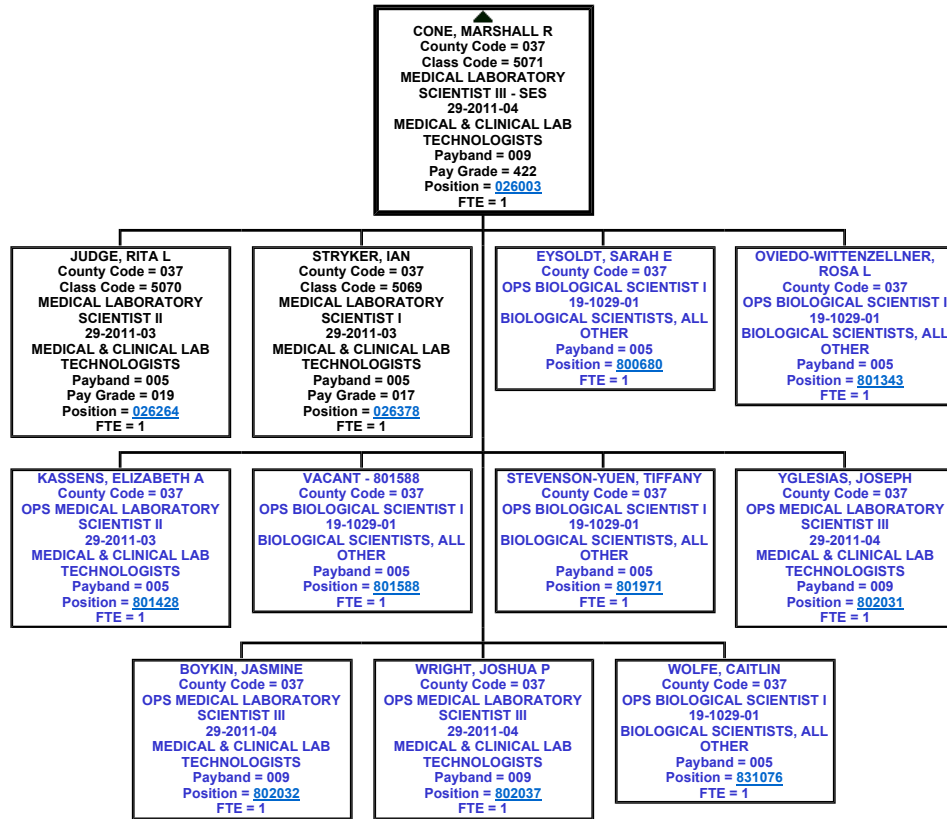 CONE, MARSHALL R
County Code = 037
Class Code = 5071
MEDICAL LABORATORY
SCIENTIST III - SES
29-2011-04
MEDICAL & CLINICAL LAB
TECHNOLOGISTS
Payband = 009
Pay Grade = 422
Position = 026003
FTE = 1
JUDGE, RITA L
County Code = 037
Class Code = 5070
MEDICAL LABORATORY
SCIENTIST II
29-2011-03
MEDICAL & CLINICAL LAB
TECHNOLOGISTS
Payband = 005
Pay Grade = 019
Position = 026264
FTE = 1
STRYKER, IAN
County Code = 037
Class Code = 5069
MEDICAL LABORATORY
SCIENTIST I
29-2011-03
MEDICAL & CLINICAL LAB
TECHNOLOGISTS
Payband = 005
Pay Grade = 017
Position = 026378
FTE = 1
EYSOLDT, SARAH E
County Code = 037
OPS BIOLOGICAL SCIENTIST I
19-1029-01
BIOLOGICAL SCIENTISTS, ALL
OTHER
Payband = 005
Position = 800680
FTE = 1
OVIEDO-WITTENZELLNER,
ROSA L
County Code = 037
OPS BIOLOGICAL SCIENTIST I
19-1029-01
BIOLOGICAL SCIENTISTS, ALL
OTHER
Payband = 005
Position = 801343
FTE = 1
KASSENS, ELIZABETH A
County Code = 037
OPS MEDICAL LABORATORY
SCIENTIST II
29-2011-03
MEDICAL & CLINICAL LAB
TECHNOLOGISTS
Payband = 005
Position = 801428
FTE = 1
VACANT - 801588
County Code = 037
OPS BIOLOGICAL SCIENTIST I
19-1029-01
BIOLOGICAL SCIENTISTS, ALL
OTHER
Payband = 005
Position = 801588
FTE = 1
STEVENSON-YUEN, TIFFANY
County Code = 037
OPS BIOLOGICAL SCIENTIST I
19-1029-01
BIOLOGICAL SCIENTISTS, ALL
OTHER
Payband = 005
Position = 801971
FTE = 1
YGLESIAS, JOSEPH
County Code = 037
OPS MEDICAL LABORATORY
SCIENTIST III
29-2011-04
MEDICAL & CLINICAL LAB
TECHNOLOGISTS
Payband = 009
Position = 802031
FTE = 1
BOYKIN, JASMINE
County Code = 037
OPS MEDICAL LABORATORY
SCIENTIST III
29-2011-04
MEDICAL & CLINICAL LAB
TECHNOLOGISTS
Payband = 009
Position = 802032
FTE = 1
WRIGHT, JOSHUA P
County Code = 037
OPS MEDICAL LABORATORY
SCIENTIST III
29-2011-04
MEDICAL & CLINICAL LAB
TECHNOLOGISTS
Payband = 009
Position = 802037
FTE = 1
WOLFE, CAITLIN
County Code = 037
OPS BIOLOGICAL SCIENTIST I
19-1029-01
BIOLOGICAL SCIENTISTS, ALL
OTHER
Payband = 005
Position = 831076
FTE = 1